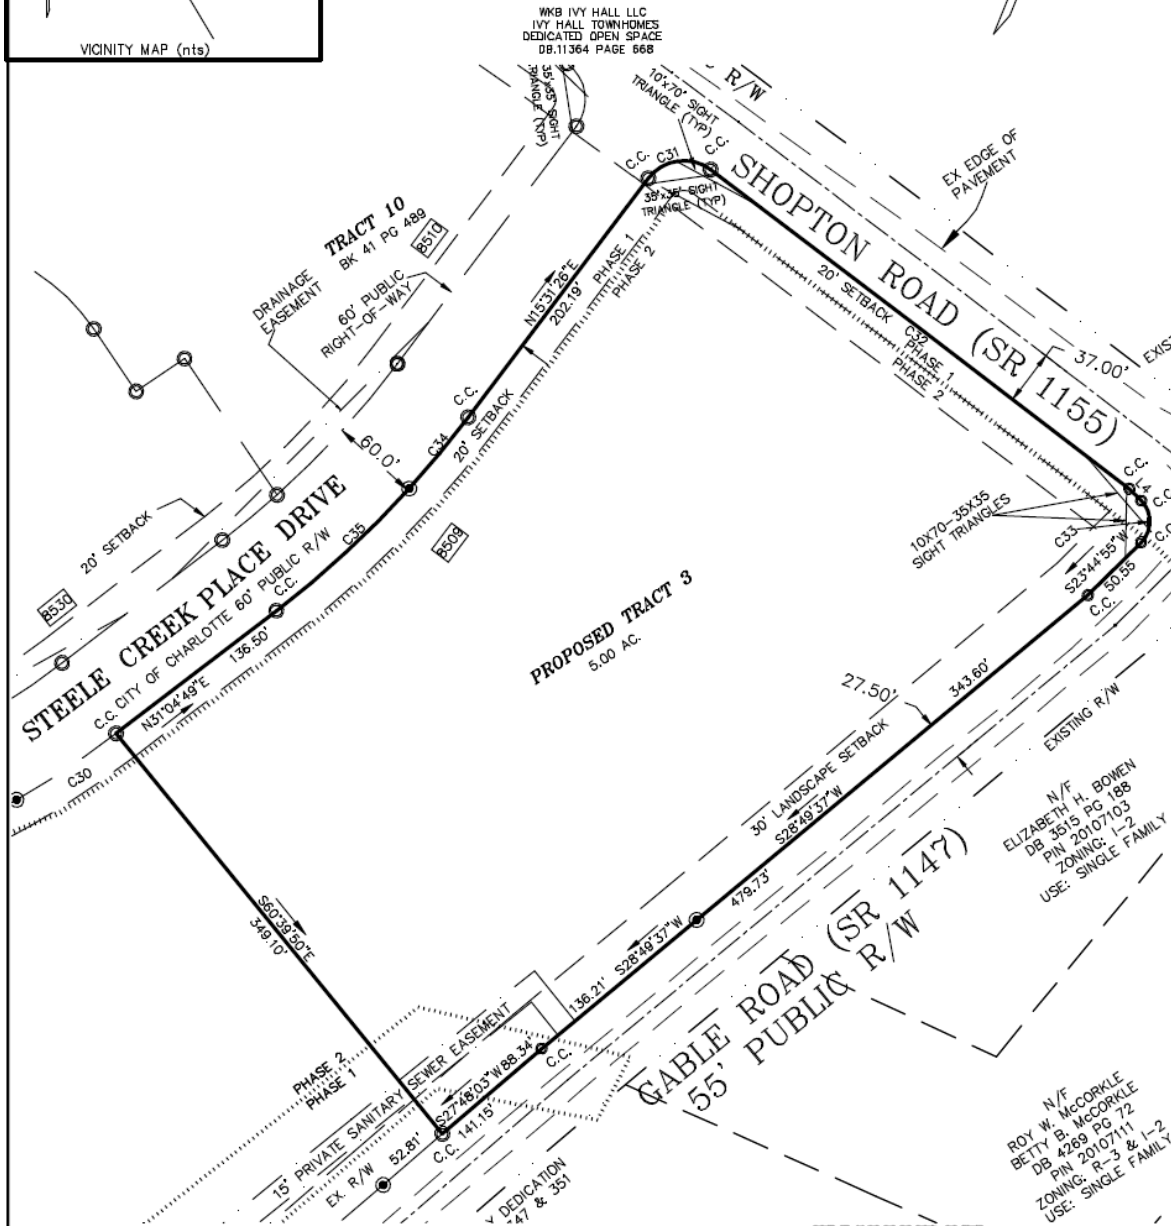 VICINITY MAP (nts)
WKB IVY HALL LLC
IVY HALL TOWNHOMES
DEDICATED OPEN SPACE
DB.11364 PAGE 668
35'x35' SIGHT
TRIANGLE (TYP)
10'x70' SIGHT
TRIANGLE (TYP)
R/W
C.C.
C31
C.C.
35'x35' SIGHT
TRIANGLE (TYP)
EX EDGE OF
PAVEMENT
SHOPTON ROAD (SR 1155)
20' SETBACK
C32
PHASE 1
PHASE 2
37.00'
TRACT 10
BK 41 PG 489
8510
DRAINAGE
EASEMENT
60' PUBLIC
RIGHT-OF-WAY
N15°31'26"E
202.19'
PHASE 1
PHASE 2
C.C.
C34
20' SETBACK
60.0'
C35
8509
C.C.
20' SETBACK
8530
STEELE CREEK PLACE DRIVE
CITY OF CHARLOTTE 60' PUBLIC R/W
136.50'
N31°04'49"E
C.C.
C30
PROPOSED TRACT 3
5.00 AC.
C.C.
L4
C.C.
10X70-35X35
SIGHT TRIANGLES
C33
S23°44'55"W
50.55
C.C.
343.60'
27.50'
EXISTING R/W
30' LANDSCAPE SETBACK
S28°49'37"W
479.73'
S28°49'37"W
136.21'
C.C.
S60°39'50"E
349.10'
PHASE 2
PHASE 1
15' PRIVATE SANITARY SEWER EASEMENT
S27°48'03"W 88.34'
C.C. 141.15'
EX. R/W
52.81'
DEDICATION
47 & 351
GABLE ROAD (SR 1147)
55' PUBLIC R/W
N/F
ELIZABETH H. BOWEN
DB 3515 PG 188
PIN 20107103
ZONING: I-2
USE: SINGLE FAMILY
N/F
ROY W. McCORKLE
BETTY B. McCORKLE
DB 4269 PG 72
PIN 20107111
ZONING: R-3 & I-2
USE: SINGLE FAMILY